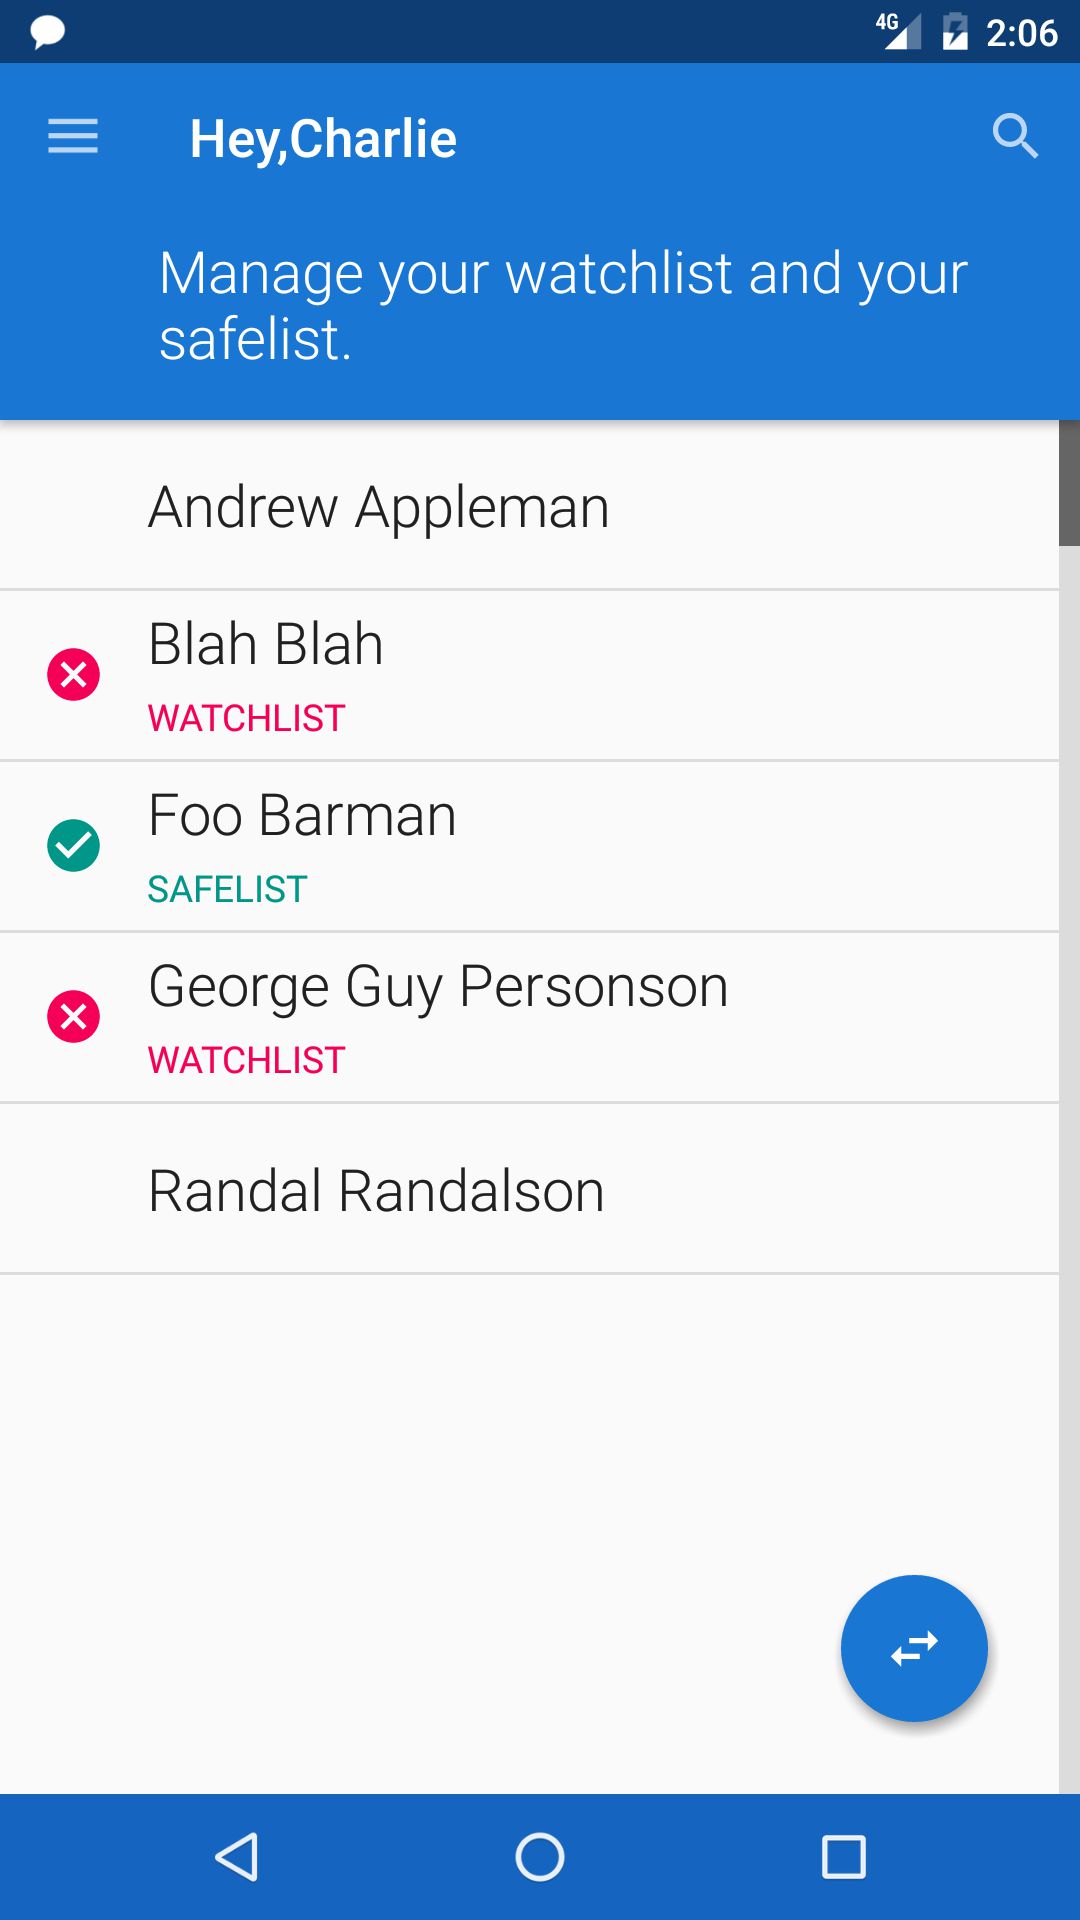 4G 2:06
Hey,Charlie
Manage your watchlist and your
safelist.
Andrew Appleman
Blah Blah
WATCHLIST
Foo Barman
SAFELIST
George Guy Personson
WATCHLIST
Randal Randalson